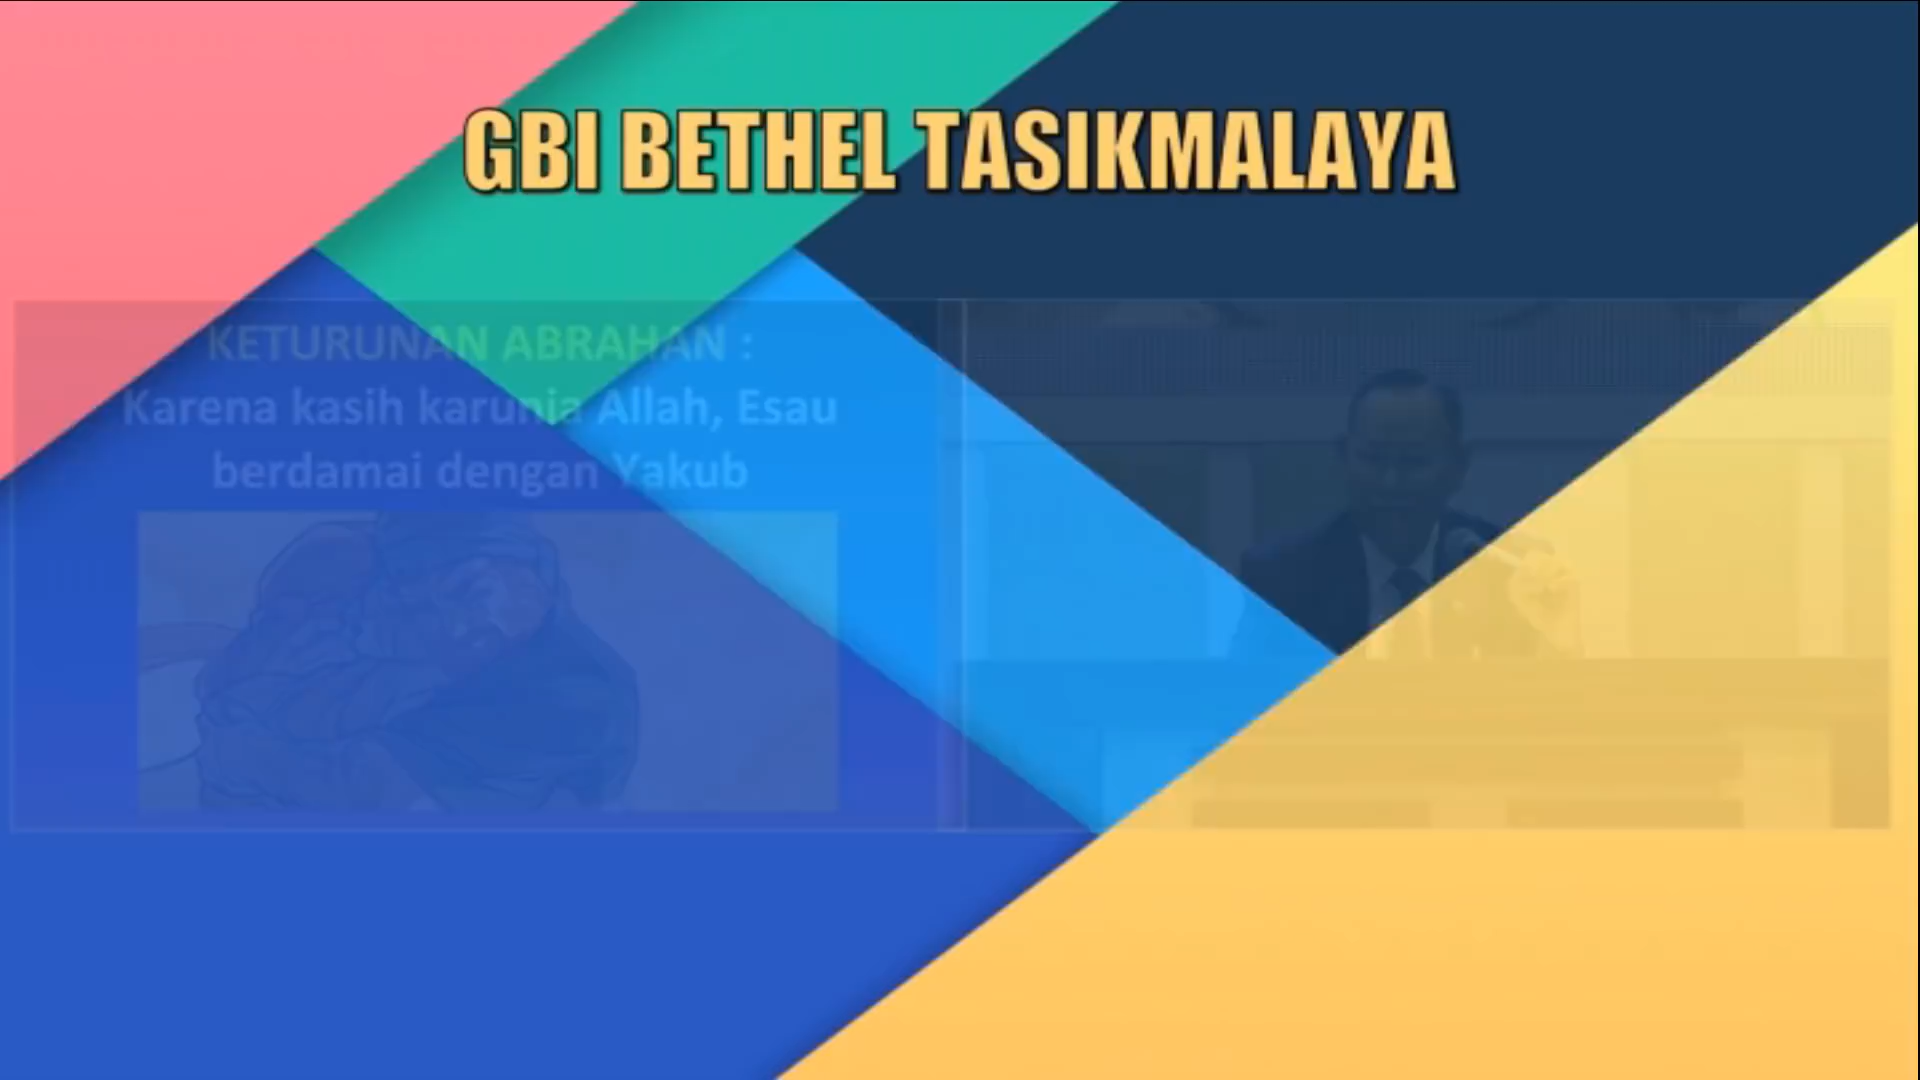 GBI BETHEL TASIKMALAYA
KETURUNAN ABRAHAN :
Karena kasih karunia Allah, Esau
berdamai dengan Yakub